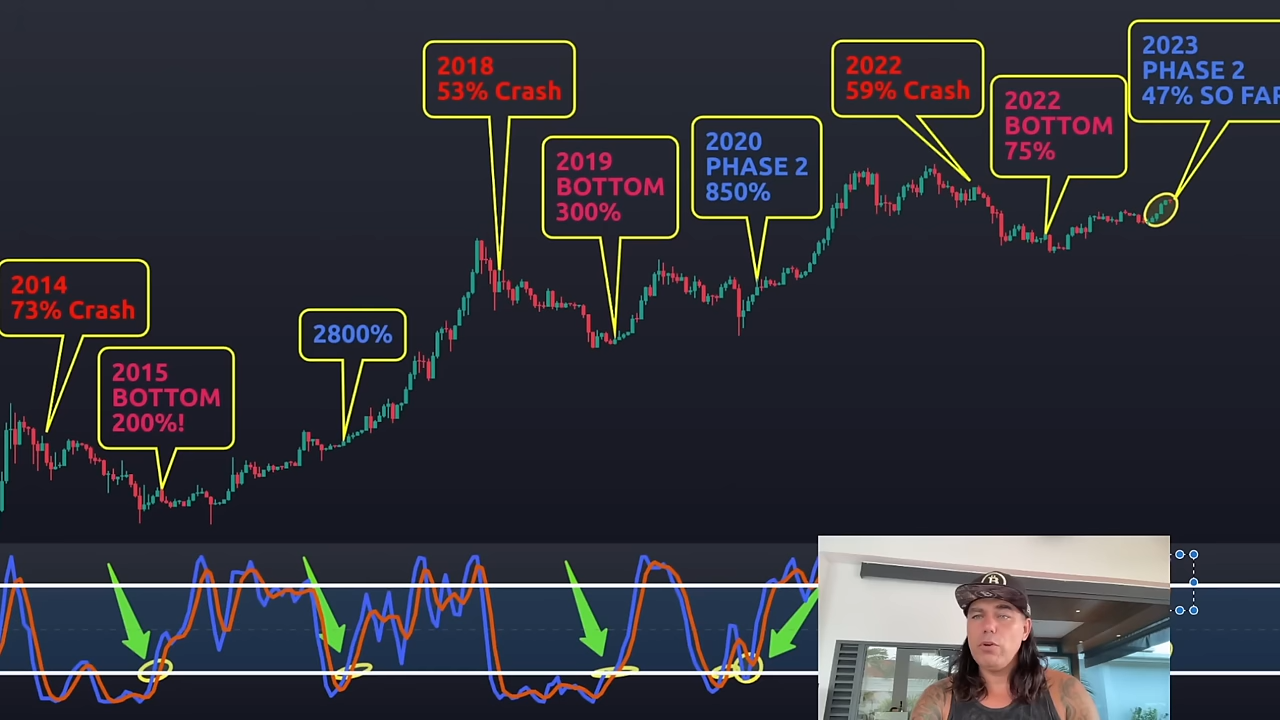 2014
73% Crash
2015
BOTTOM
200%!
2800%
2018
53% Crash
2019
BOTTOM
300%
2020
PHASE 2
850%
2022
59% Crash
2022
BOTTOM
75%
2023
PHASE 2
47% SO FAR